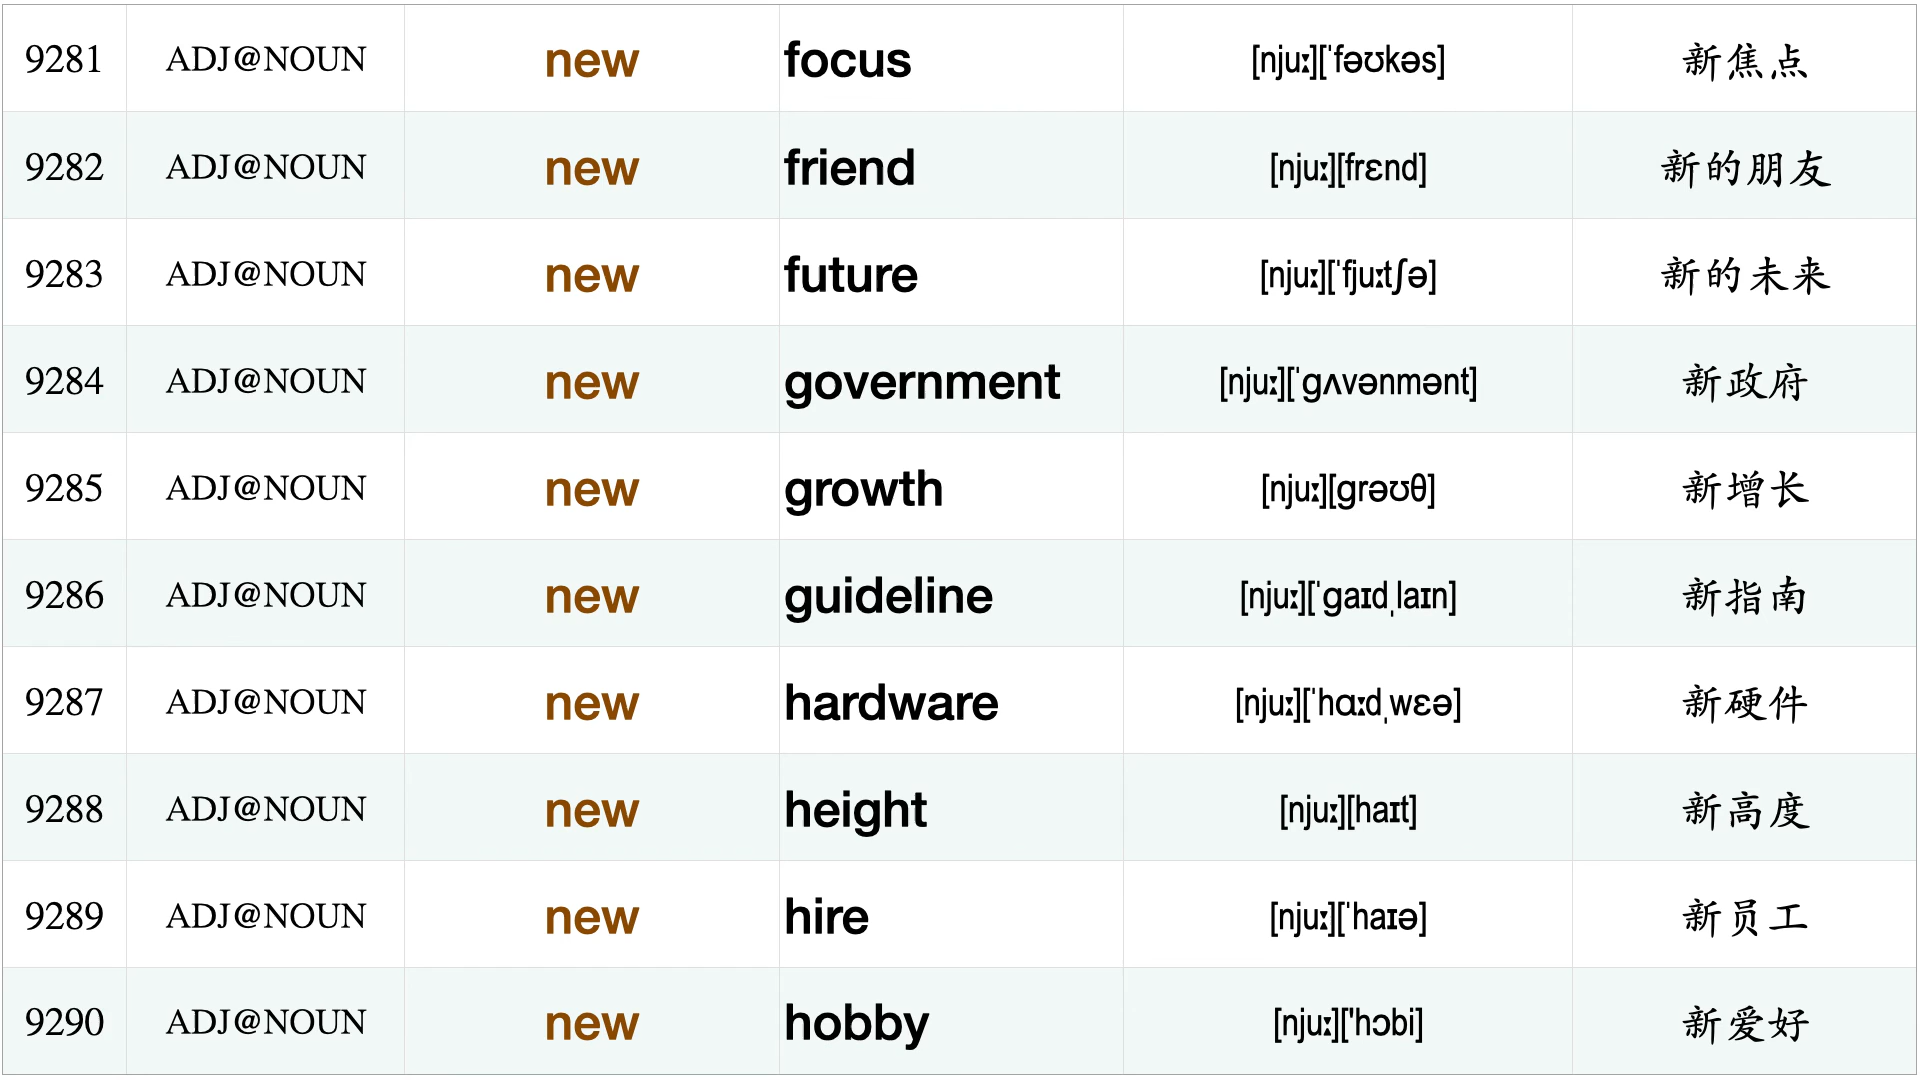 9281 ADJ@NOUN new focus [njuː][ˈfəʊkəs] 新焦点
9282 ADJ@NOUN new friend [njuː][frɛnd] 新的朋友
9283 ADJ@NOUN new future [njuː][ˈfjuːtʃə] 新的未来
9284 ADJ@NOUN new government [njuː][ˈgʌvənmənt] 新政府
9285 ADJ@NOUN new growth [njuː][grəʊθ] 新增长
9286 ADJ@NOUN new guideline [njuː][ˈgaɪdˌlaɪn] 新指南
9287 ADJ@NOUN new hardware [njuː][ˈhɑːdˌwɛə] 新硬件
9288 ADJ@NOUN new height [njuː][haɪt] 新高度
9289 ADJ@NOUN new hire [njuː][ˈhaɪə] 新员工
9290 ADJ@NOUN new hobby [njuː]['hɔbi] 新爱好